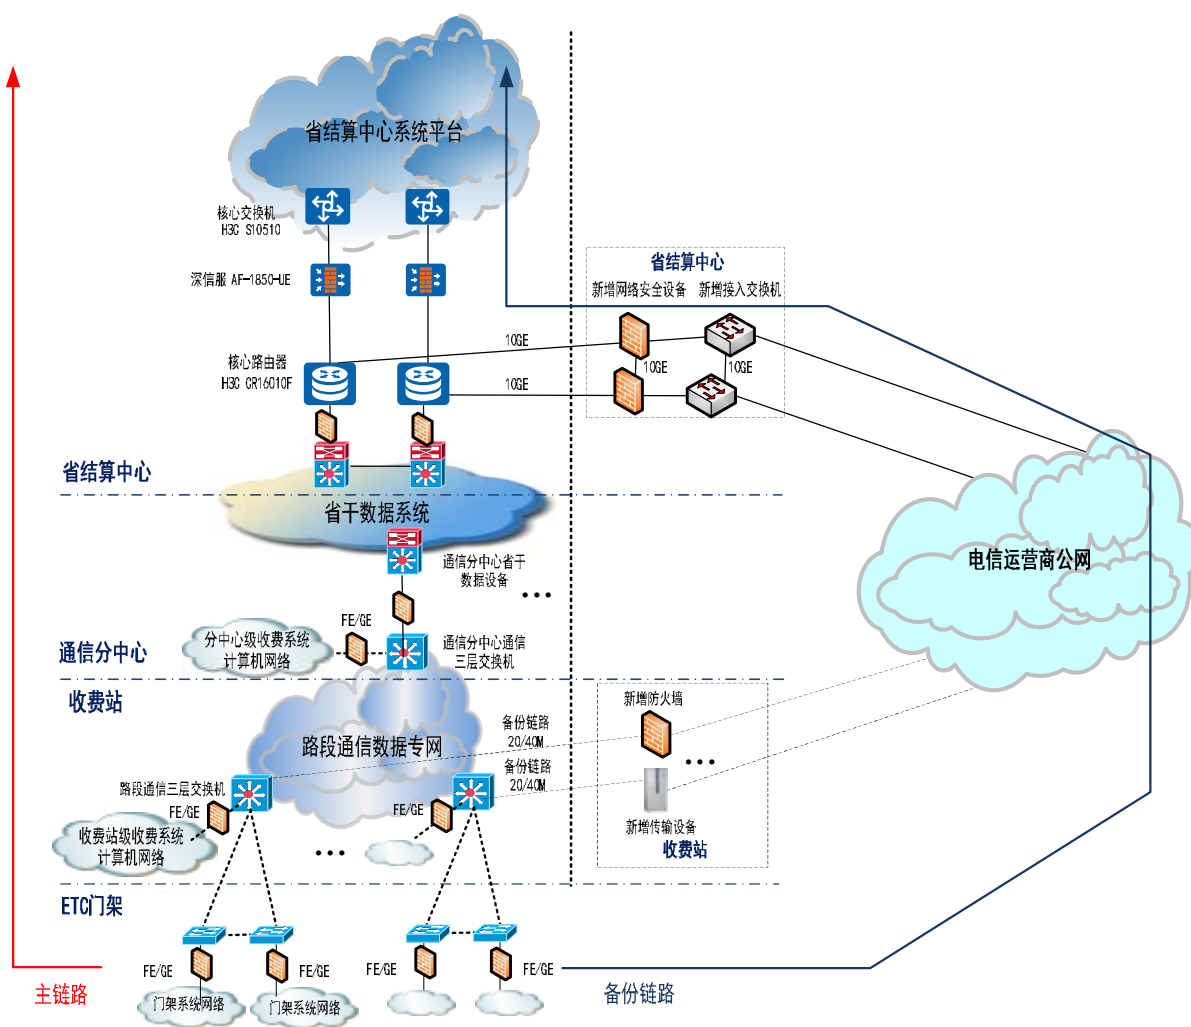 省结算中心系统平台
核心交换机
H3C S10510
深信服 AF-1850-UE
省结算中心
新增网络安全设备
新增接入交换机
10GE
10GE
10GE
10GE
核心路由器
H3C CR16010F
省结算中心
省干数据系统
电信运营商公网
通信分中心省干
数据设备
•••
FE/GE
分中心级收费系统
计算机网络
通信分中心通信
三层交换机
通信分中心
收费站
新增防火墙
备份链路
20/40M
路段通信数据专网
•••
备份链路
20/40M
路段通信三层交换机
FE/GE
FE/GE
新增传输设备
收费站
收费站级收费系统
计算机网络
•••
ETC门架
FE/GE
FE/GE
FE/GE
FE/GE
主链路
备份链路
门架系统网络
门架系统网络